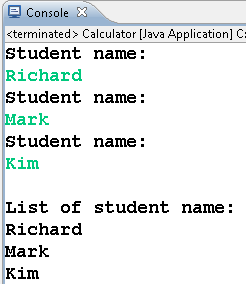 Console
<terminated> Calculator [Java Application] C:
Student name:
Richard
Student name:
Mark
Student name:
Kim
List of student name:
Richard
Mark
Kim